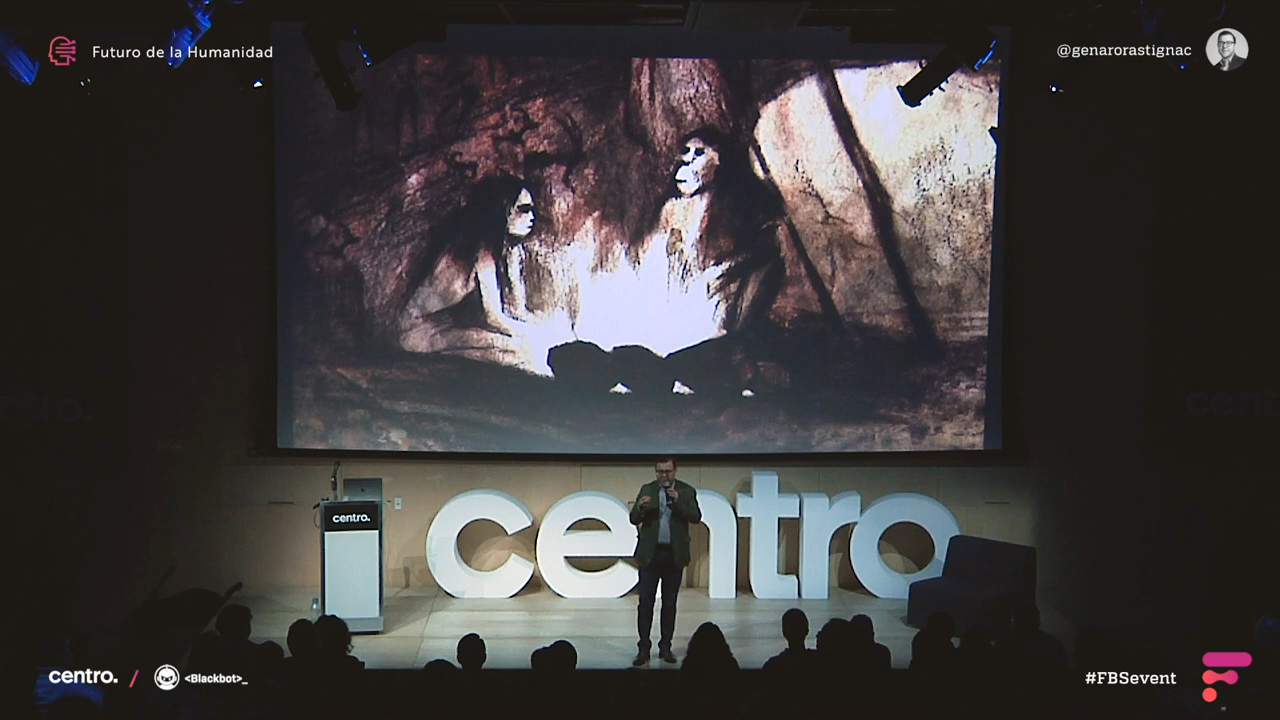 Futuro de la Humanidad
@genarorastignac
centro.
centro
centro.
<Blackbot>_
#FBSevent